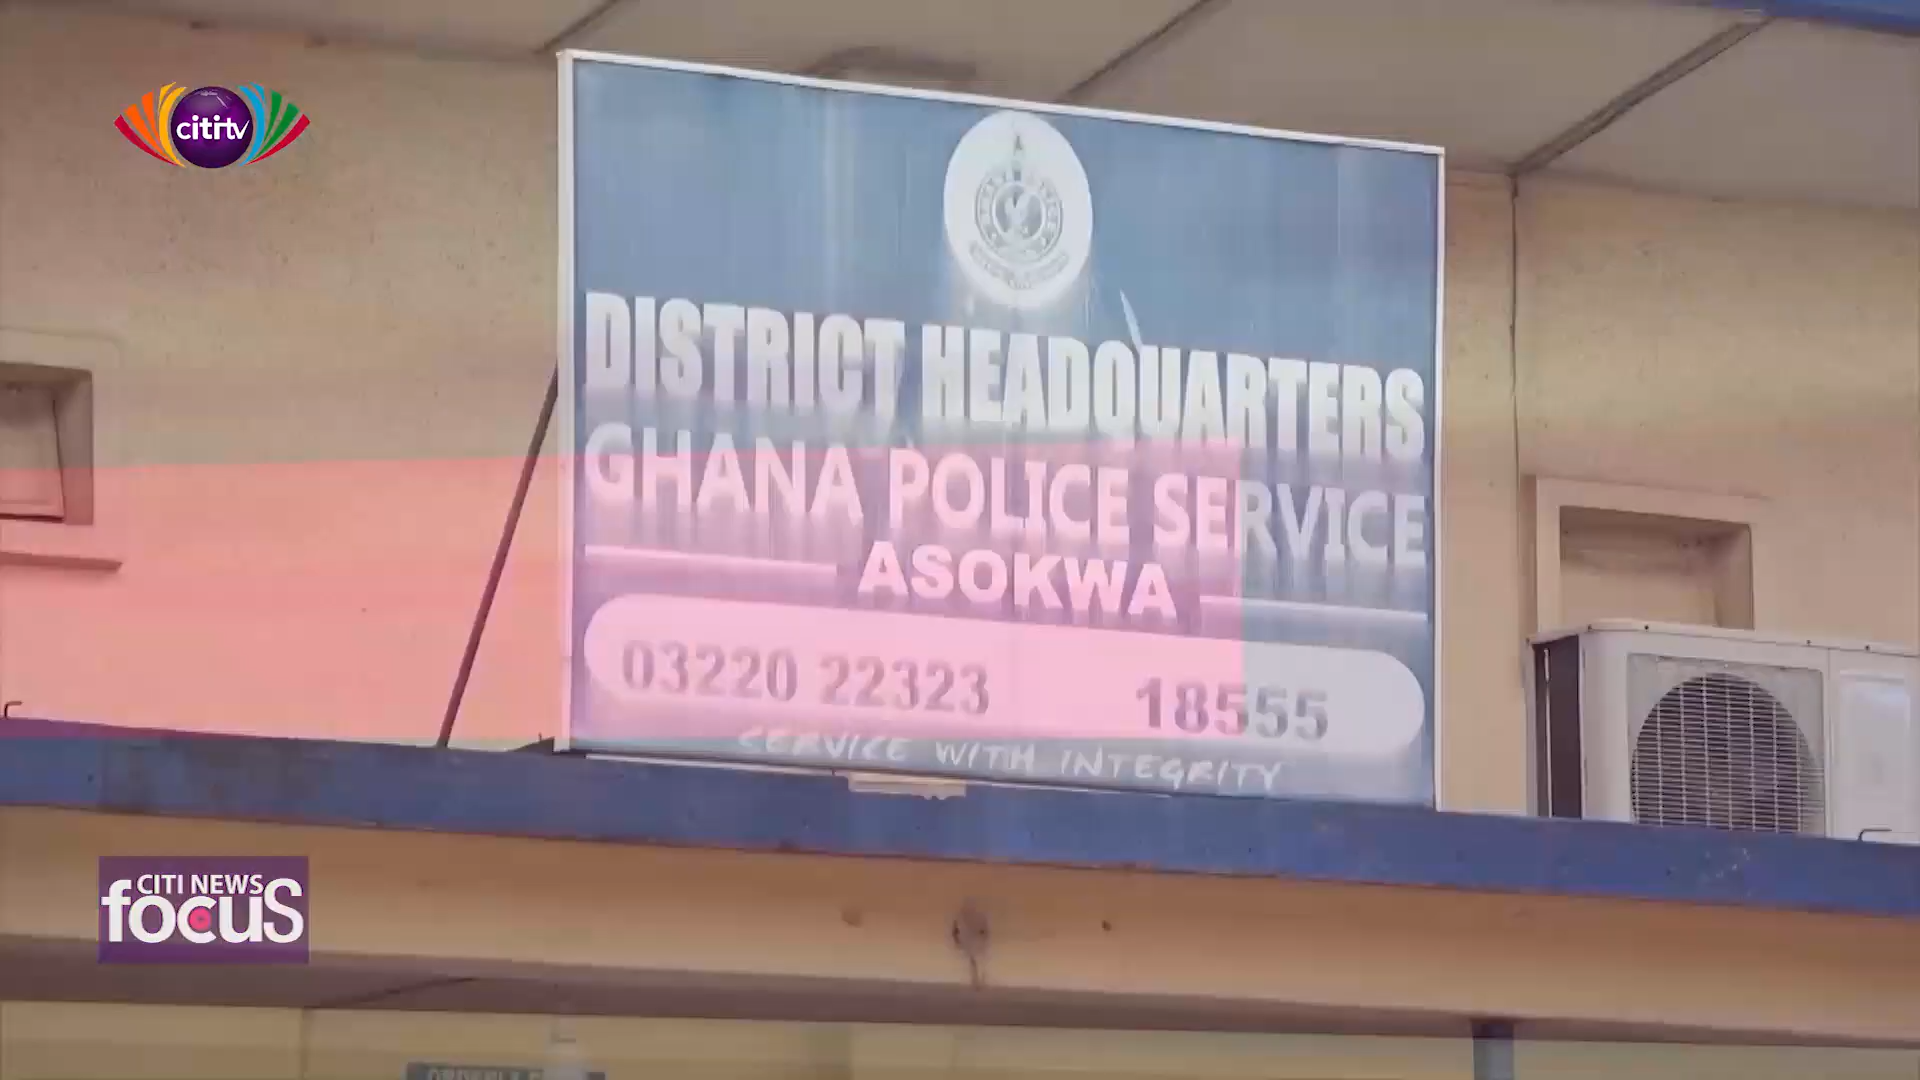 citi tv
DISTRICT HEADQUARTERS
GHANA POLICE SERVICE
ASOKWA
03220 22323 18555
SERVICE WITH INTEGRITY
CITI NEWS
focus